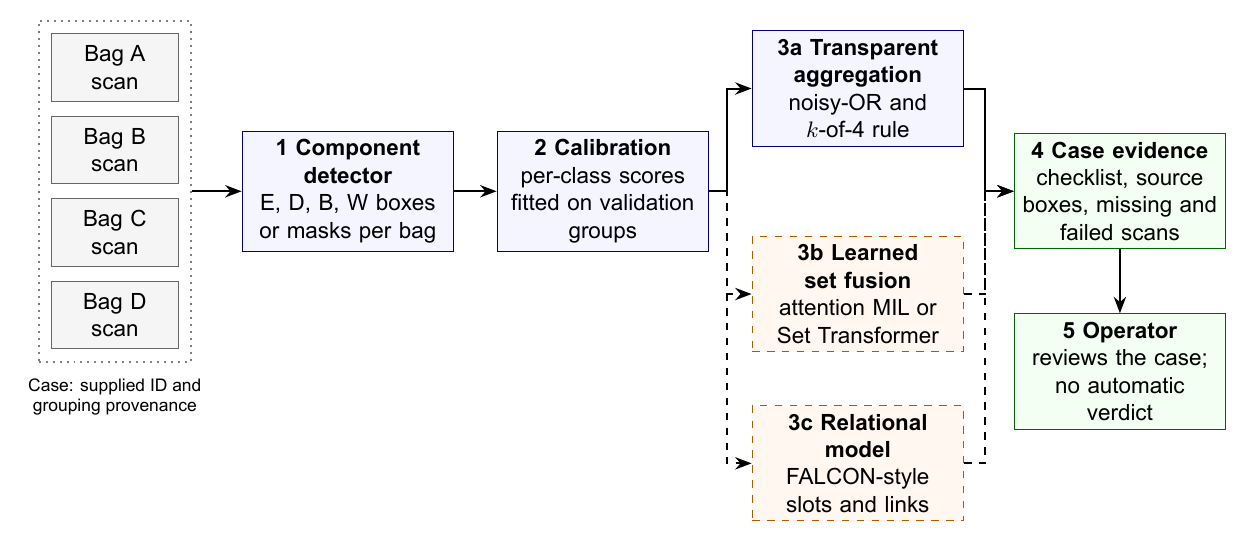 Bag A
scan
Bag B
scan
Bag C
scan
Bag D
scan
Case: supplied ID and
grouping provenance
1 Component
detector
E, D, B, W boxes
or masks per bag
2 Calibration
per-class scores
fitted on validation
groups
3a Transparent
aggregation
noisy-OR and
k-of-4 rule
3b Learned
set fusion
attention MIL or
Set Transformer
3c Relational
model
FALCON-style
slots and links
4 Case evidence
checklist, source
boxes, missing and
failed scans
5 Operator
reviews the case;
no automatic
verdict